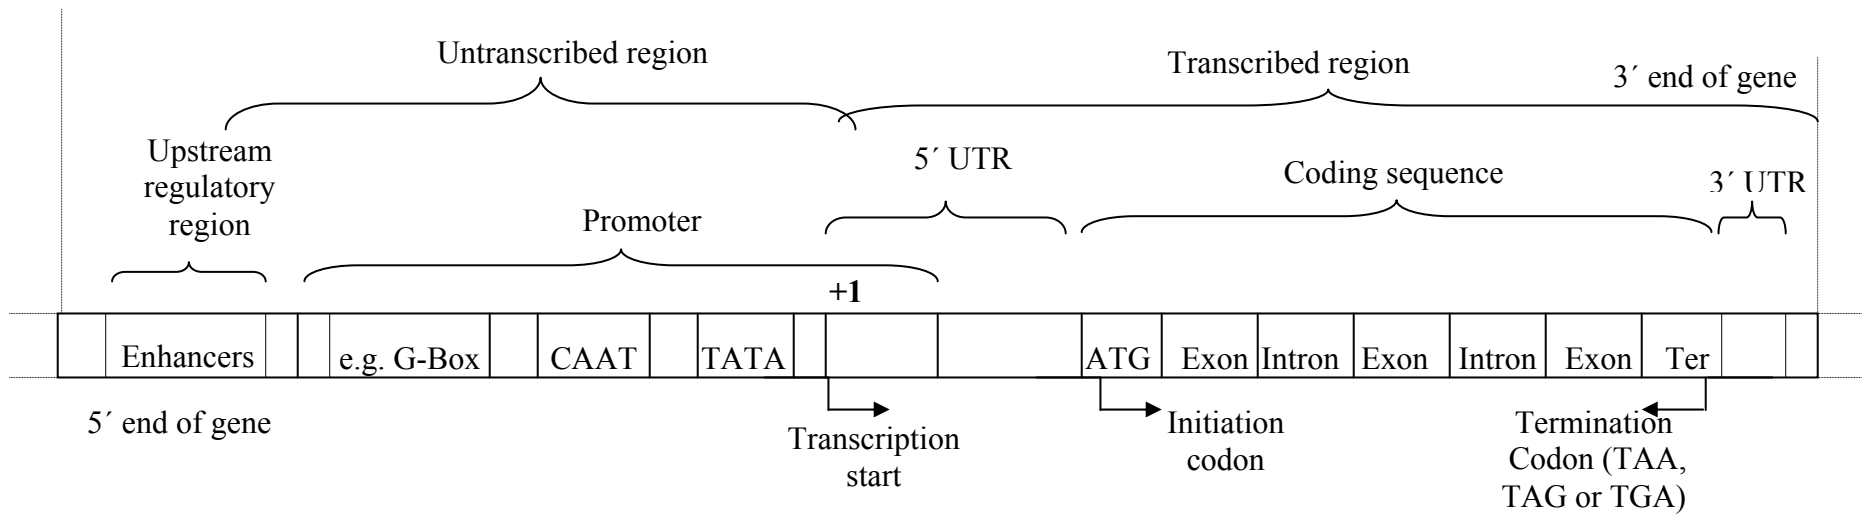 Untranscribed region
Transcribed region
3´ end of gene
Upstream
regulatory
region
5´ UTR
Coding sequence
3´ UTR
Promoter
+1
Enhancers
e.g. G-Box
CAAT
TATA
ATG
Exon
Intron
Exon
Intron
Exon
Ter
5´ end of gene
Transcription
start
Initiation
codon
Termination
Codon (TAA,
TAG or TGA)